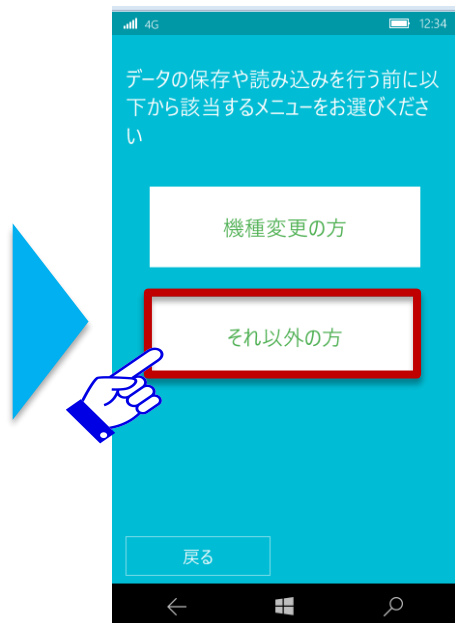 4G 12:34
データの保存や読み込みを行う前に以
下から該当するメニューをお選びくださ
い
機種変更の方
それ以外の方
戻る